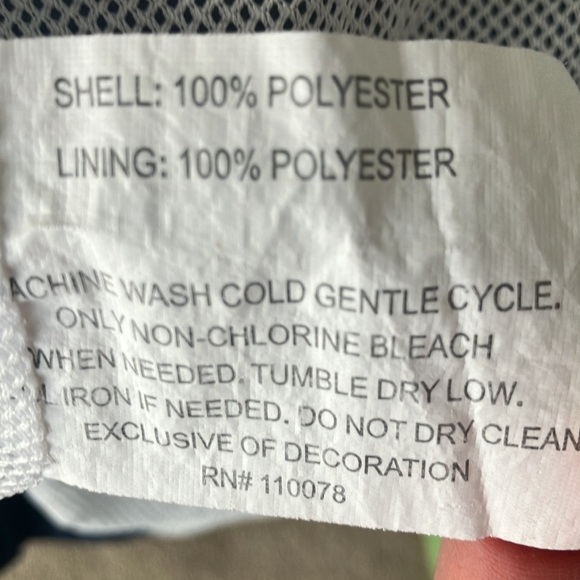 SHELL: 100% POLYESTER
LINING: 100% POLYESTER
ACHINE WASH COLD GENTLE CYCLE.
ONLY NON-CHLORINE BLEACH
WHEN NEEDED. TUMBLE DRY LOW.
L IRON IF NEEDED. DO NOT DRY CLEAN
EXCLUSIVE OF DECORATION
RN# 110078